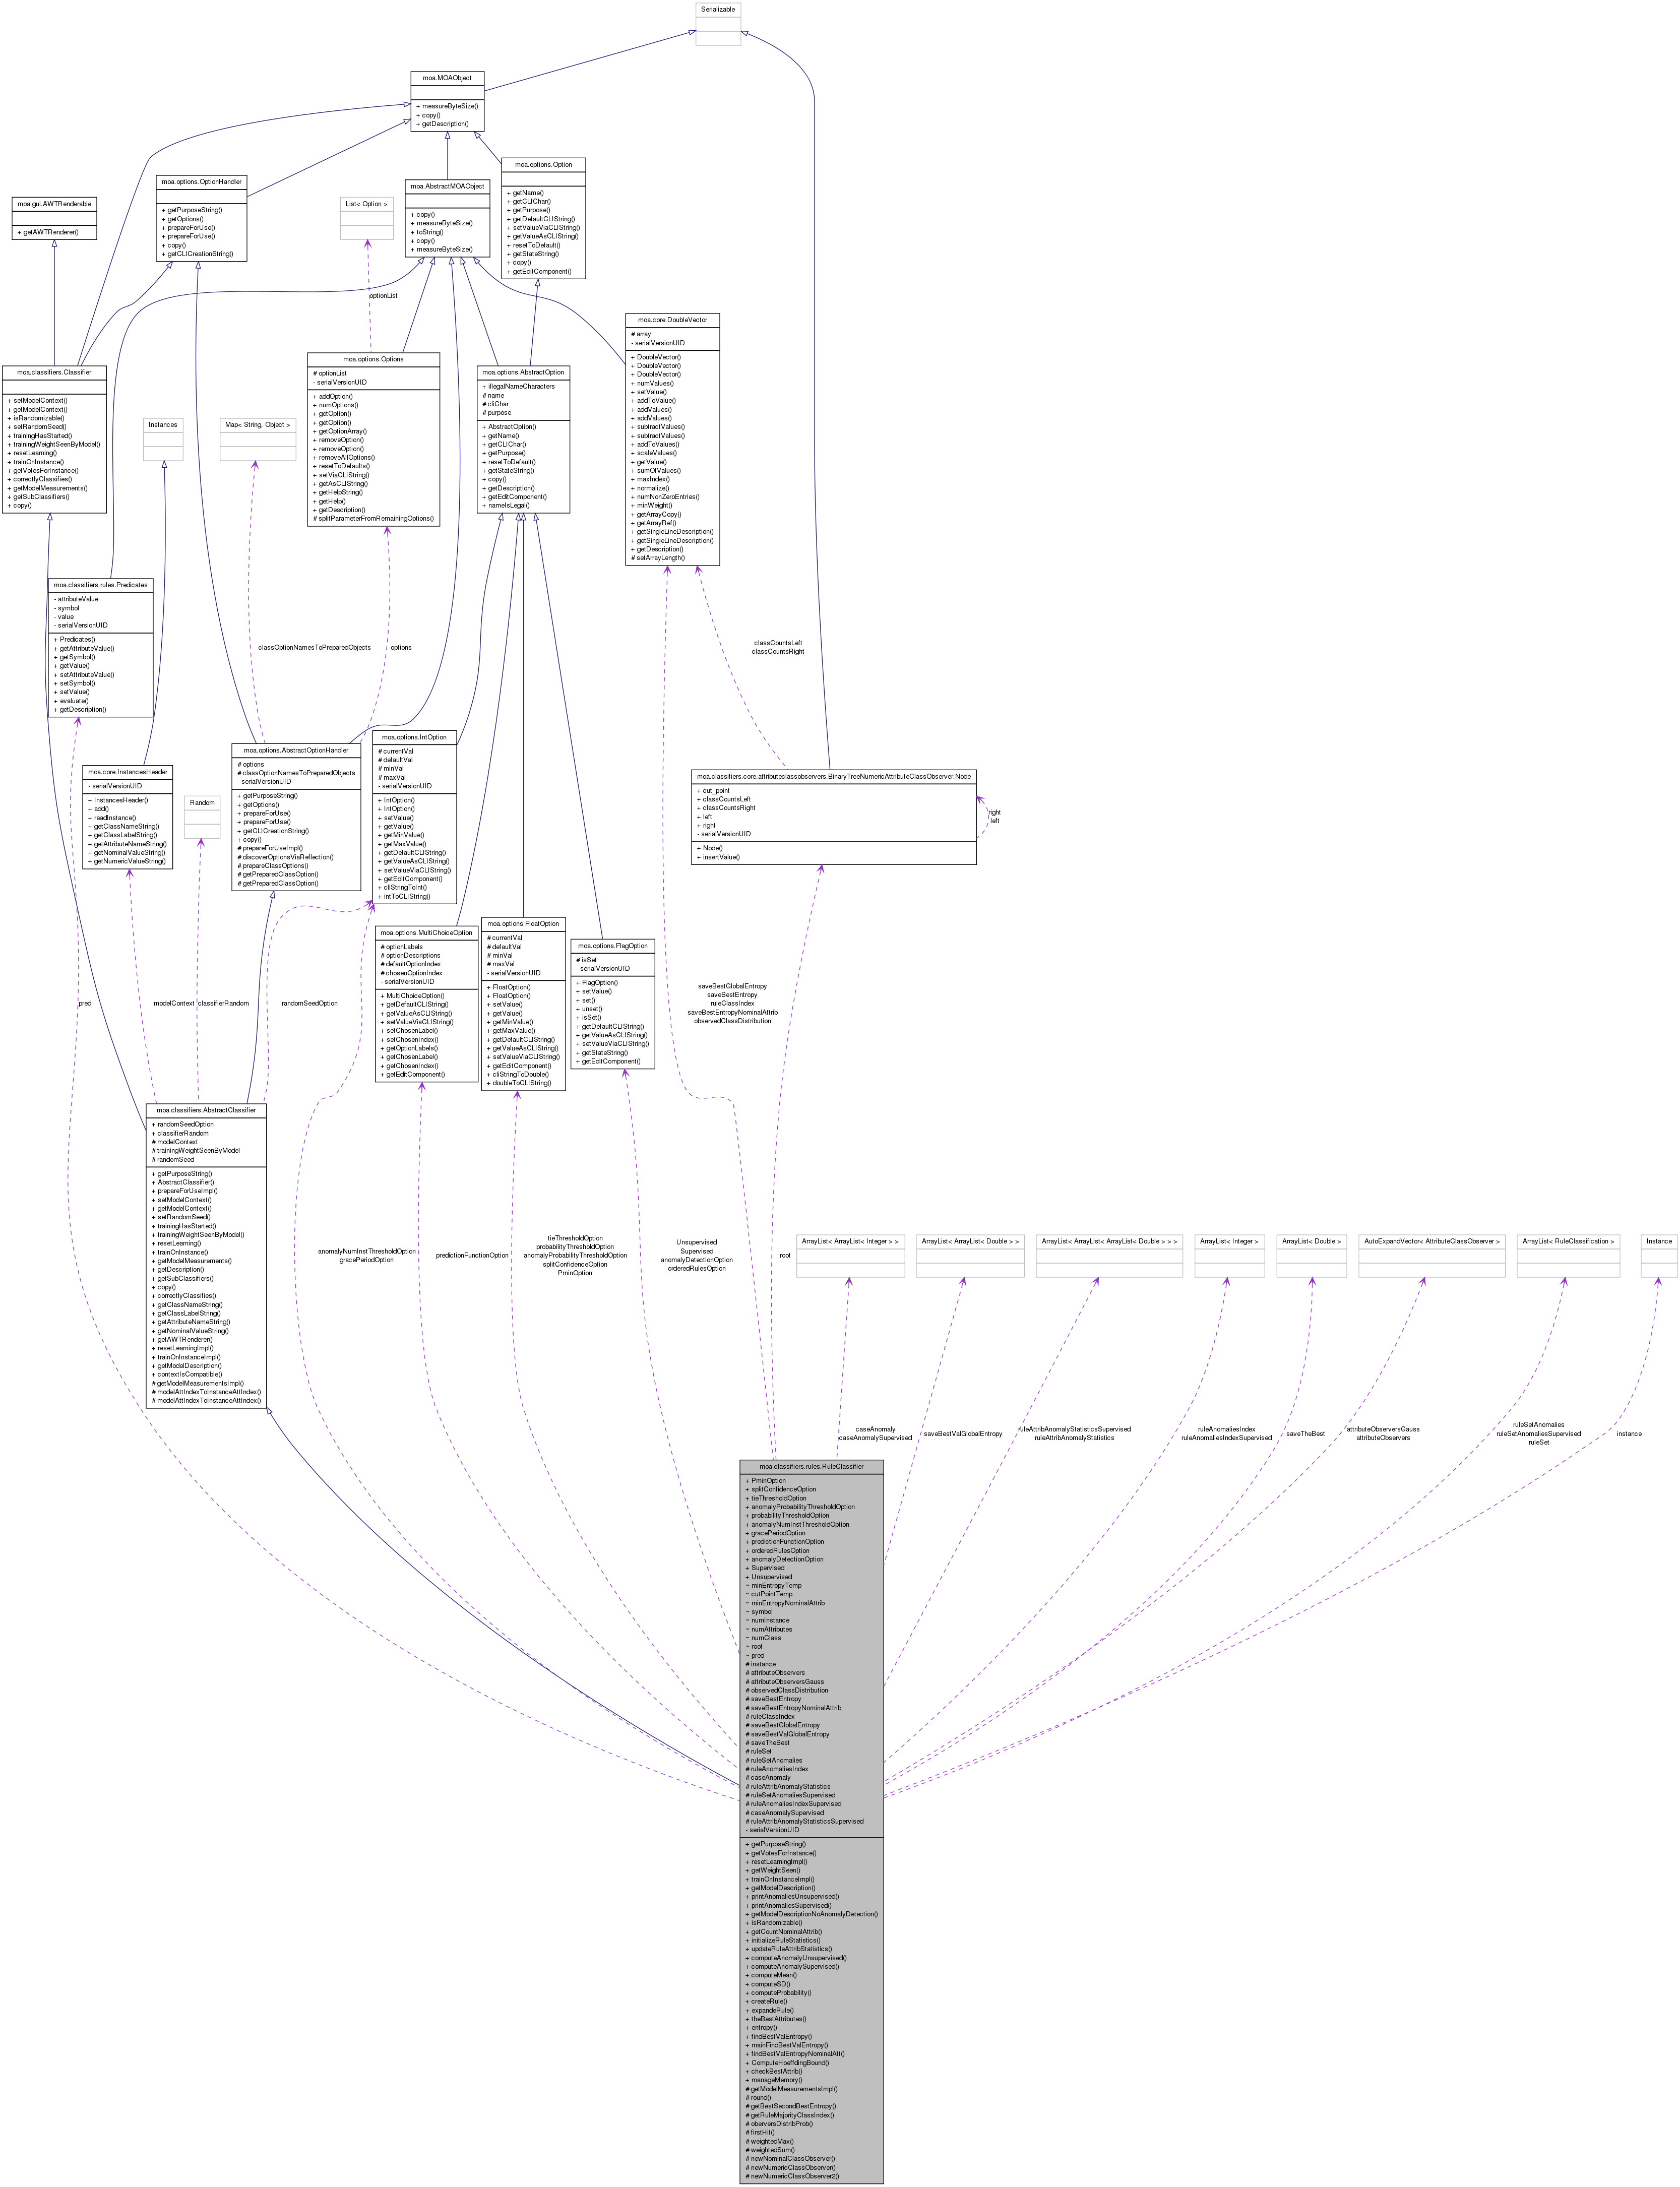 Serializable
moa.MOAObject
+ measureByteSize()
+ copy()
+ getDescription()
moa.options.Option
+ getName()
+ getCLIChar()
+ getPurpose()
+ getDefaultCLIString()
+ setValueViaCLIString()
+ getValueAsCLIString()
+ resetToDefault()
+ getStateString()
+ copy()
+ getEditComponent()
moa.options.OptionHandler
+ getPurposeString()
+ getOptions()
+ prepareForUse()
+ prepareForUse()
+ copy()
+ getCLICreationString()
moa.AbstractMOAObject
+ copy()
+ measureByteSize()
+ toString()
+ copy()
+ measureByteSize()
moa.gui.AWTRenderable
+ getAWTRenderer()
List< Option >
optionList
moa.core.DoubleVector
# array
- serialVersionUID
+ DoubleVector()
+ DoubleVector()
+ DoubleVector()
+ numValues()
+ setValue()
+ addToValue()
+ addValues()
+ addValues()
+ subtractValues()
+ subtractValues()
+ addToValues()
+ scaleValues()
+ getValue()
+ sumOfValues()
+ maxIndex()
+ normalize()
+ numNonZeroEntries()
+ minWeight()
+ getArrayCopy()
+ getArrayRef()
+ getSingleLineDescription()
+ getSingleLineDescription()
+ getDescription()
# setArrayLength()
moa.options.Options
# optionList
- serialVersionUID
+ addOption()
+ numOptions()
+ getOption()
+ getOption()
+ getOptionArray()
+ removeOption()
+ removeOption()
+ removeAllOptions()
+ resetToDefaults()
+ setViaCLIString()
+ getAsCLIString()
+ getHelpString()
+ getHelp()
+ getDescription()
# splitParameterFromRemainingOptions()
moa.classifiers.Classifier
+ setModelContext()
+ getModelContext()
+ isRandomizable()
+ setRandomSeed()
+ trainingHasStarted()
+ trainingWeightSeenByModel()
+ resetLearning()
+ trainOnInstance()
+ getVotesForInstance()
+ correctlyClassifies()
+ getModelMeasurements()
+ getSubClassifiers()
+ copy()
moa.options.AbstractOption
+ illegalNameCharacters
# name
# cliChar
# purpose
+ AbstractOption()
+ getName()
+ getCLIChar()
+ getPurpose()
+ resetToDefault()
+ getStateString()
+ copy()
+ getDescription()
+ getEditComponent()
+ nameIsLegal()
Instances
Map< String, Object >
moa.classifiers.rules.Predicates
- attributeValue
- symbol
- value
- serialVersionUID
+ Predicates()
+ getAttributeValue()
+ getSymbol()
+ getValue()
+ setAttributeValue()
+ setSymbol()
+ setValue()
+ evaluate()
+ getDescription()
classOptionNamesToPreparedObjects
options
classCountsLeft
classCountsRight
moa.options.IntOption
# currentVal
# defaultVal
# minVal
# maxVal
- serialVersionUID
+ IntOption()
+ IntOption()
+ setValue()
+ getValue()
+ getMinValue()
+ getMaxValue()
+ getDefaultCLIString()
+ getValueAsCLIString()
+ setValueViaCLIString()
+ getEditComponent()
+ cliStringToInt()
+ intToCLIString()
moa.options.AbstractOptionHandler
# options
# classOptionNamesToPreparedObjects
- serialVersionUID
+ getPurposeString()
+ getOptions()
+ prepareForUse()
+ prepareForUse()
+ getCLICreationString()
+ copy()
# prepareForUseImpl()
# discoverOptionsViaReflection()
# prepareClassOptions()
# getPreparedClassOption()
# getPreparedClassOption()
moa.core.InstancesHeader
- serialVersionUID
+ InstancesHeader()
+ add()
+ readInstance()
+ getClassNameString()
+ getClassLabelString()
+ getAttributeNameString()
+ getNominalValueString()
+ getNumericValueString()
Random
moa.classifiers.core.attributeclassobservers.BinaryTreeNumericAttributeClassObserver.Node
+ cut_point
+ classCountsLeft
+ classCountsRight
+ left
+ right
- serialVersionUID
+ Node()
+ insertValue()
right
left
moa.options.MultiChoiceOption
# optionLabels
# optionDescriptions
# defaultOptionIndex
# chosenOptionIndex
- serialVersionUID
+ MultiChoiceOption()
+ getDefaultCLIString()
+ getValueAsCLIString()
+ setValueViaCLIString()
+ setChosenLabel()
+ setChosenIndex()
+ getOptionLabels()
+ getChosenLabel()
+ getChosenIndex()
+ getEditComponent()
moa.options.FloatOption
# currentVal
# defaultVal
# minVal
# maxVal
- serialVersionUID
+ FloatOption()
+ FloatOption()
+ setValue()
+ getValue()
+ getMinValue()
+ getMaxValue()
+ getDefaultCLIString()
+ getValueAsCLIString()
+ setValueViaCLIString()
+ getEditComponent()
+ cliStringToDouble()
+ doubleToCLIString()
moa.options.FlagOption
# isSet
- serialVersionUID
+ FlagOption()
+ setValue()
+ set()
+ unset()
+ isSet()
+ getDefaultCLIString()
+ getValueAsCLIString()
+ setValueViaCLIString()
+ getStateString()
+ getEditComponent()
pred
modelContext
classifierRandom
randomSeedOption
saveBestGlobalEntropy
saveBestEntropy
ruleClassIndex
saveBestEntropyNominalAttrib
observedClassDistribution
moa.classifiers.AbstractClassifier
+ randomSeedOption
+ classifierRandom
# modelContext
# trainingWeightSeenByModel
# randomSeed
+ getPurposeString()
+ AbstractClassifier()
+ prepareForUseImpl()
+ setModelContext()
+ getModelContext()
+ setRandomSeed()
+ trainingHasStarted()
+ trainingWeightSeenByModel()
+ resetLearning()
+ trainOnInstance()
+ getModelMeasurements()
+ getDescription()
+ getSubClassifiers()
+ copy()
+ correctlyClassifies()
+ getClassNameString()
+ getClassLabelString()
+ getAttributeNameString()
+ getNominalValueString()
+ getAWTRenderer()
+ resetLearningImpl()
+ trainOnInstanceImpl()
+ getModelDescription()
+ contextIsCompatible()
# getModelMeasurementsImpl()
# modelAttIndexToInstanceAttIndex()
# modelAttIndexToInstanceAttIndex()
anomalyNumInstThresholdOption
gracePeriodOption
predictionFunctionOption
tieThresholdOption
probabilityThresholdOption
anomalyProbabilityThresholdOption
splitConfidenceOption
PminOption
Unsupervised
Supervised
anomalyDetectionOption
orderedRulesOption
root
ArrayList< ArrayList< Integer > >
ArrayList< ArrayList< Double > >
ArrayList< ArrayList< ArrayList< Double > > >
ArrayList< Integer >
ArrayList< Double >
AutoExpandVector< AttributeClassObserver >
ArrayList< RuleClassification >
Instance
caseAnomaly
caseAnomalySupervised
saveBestValGlobalEntropy
ruleAttribAnomalyStatisticsSupervised
ruleAttribAnomalyStatistics
ruleAnomaliesIndex
ruleAnomaliesIndexSupervised
saveTheBest
attributeObserversGauss
attributeObservers
ruleSetAnomalies
ruleSetAnomaliesSupervised
ruleSet
instance
moa.classifiers.rules.RuleClassifier
+ PminOption
+ splitConfidenceOption
+ tieThresholdOption
+ anomalyProbabilityThresholdOption
+ probabilityThresholdOption
+ anomalyNumInstThresholdOption
+ gracePeriodOption
+ predictionFunctionOption
+ orderedRulesOption
+ anomalyDetectionOption
+ Supervised
+ Unsupervised
~ minEntropyTemp
~ cutPointTemp
~ minEntropyNominalAttrib
~ symbol
~ numInstance
~ numAttributes
~ numClass
~ root
~ pred
# instance
# attributeObservers
# attributeObserversGauss
# observedClassDistribution
# saveBestEntropy
# saveBestEntropyNominalAttrib
# ruleClassIndex
# saveBestGlobalEntropy
# saveBestValGlobalEntropy
# saveTheBest
# ruleSet
# ruleSetAnomalies
# ruleAnomaliesIndex
# caseAnomaly
# ruleAttribAnomalyStatistics
# ruleSetAnomaliesSupervised
# ruleAnomaliesIndexSupervised
# caseAnomalySupervised
# ruleAttribAnomalyStatisticsSupervised
- serialVersionUID
+ getPurposeString()
+ getVotesForInstance()
+ resetLearningImpl()
+ getWeightSeen()
+ trainOnInstanceImpl()
+ getModelDescription()
+ printAnomaliesUnsupervised()
+ printAnomaliesSupervised()
+ getModelDescriptionNoAnomalyDetection()
+ isRandomizable()
+ getCountNominalAttrib()
+ initializeRuleStatistics()
+ updateRuleAttribStatistics()
+ computeAnomalyUnsupervised()
+ computeAnomalySupervised()
+ computeMean()
+ computeSD()
+ computeProbability()
+ createRule()
+ expandeRule()
+ theBestAttributes()
+ entropy()
+ findBestValEntropy()
+ mainFindBestValEntropy()
+ findBestValEntropyNominalAtt()
+ ComputeHoeffdingBound()
+ checkBestAttrib()
+ manageMemory()
# getModelMeasurementsImpl()
# round()
# getBestSecondBestEntropy()
# getRuleMajorityClassIndex()
# oberversDistribProb()
# firstHit()
# weightedMax()
# weightedSum()
# newNominalClassObserver()
# newNumericClassObserver()
# newNumericClassObserver2()